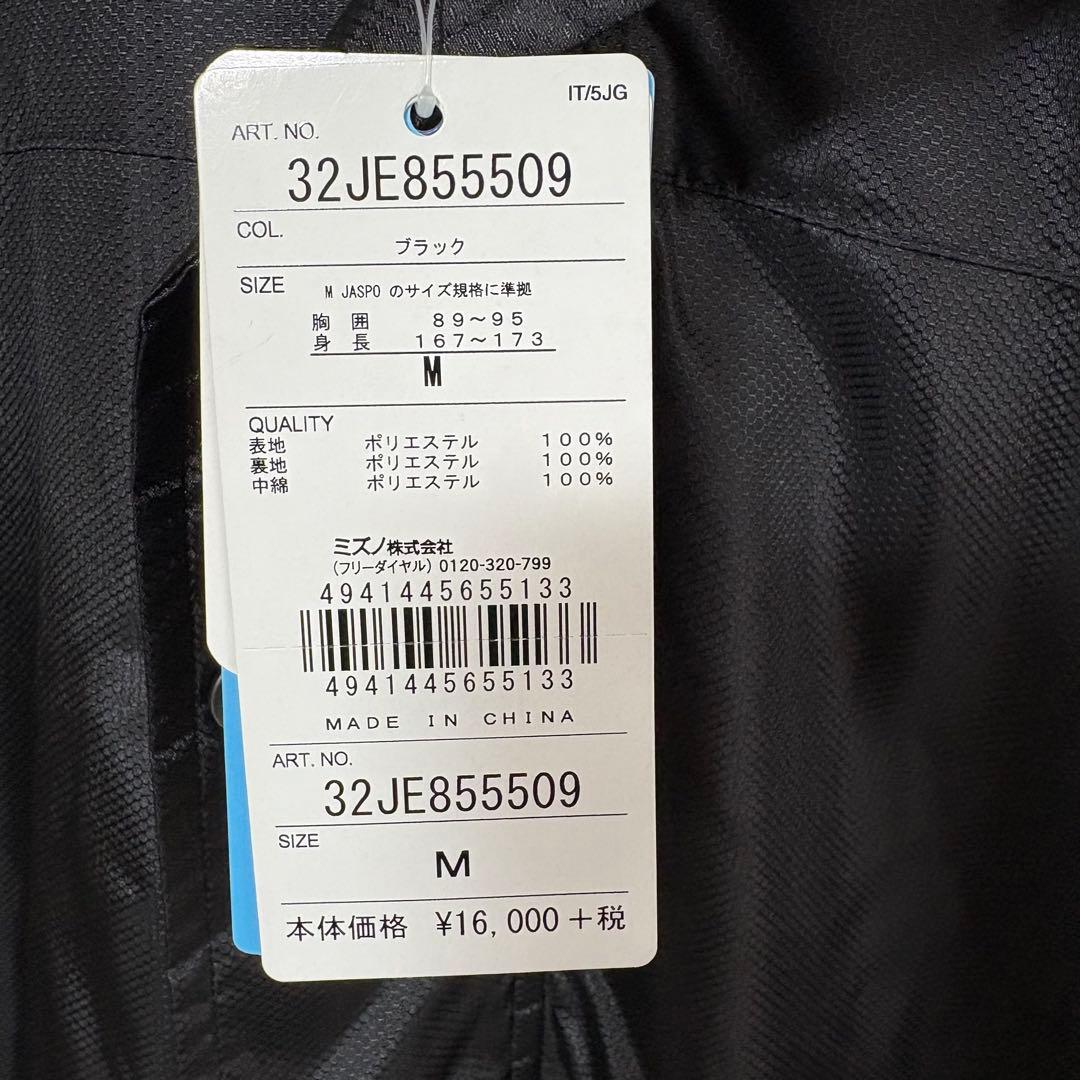 IT/5JG
ART. NO.
32JE855509
COL.
ブラック
SIZE
M JASPO のサイズ規格に準拠
胸 囲 89～95
身 長 167～173
M
QUALITY
表地 ポリエステル 100%
裏地 ポリエステル 100%
中綿 ポリエステル 100%
ミズノ株式会社
(フリーダイヤル) 0120-320-799
4941445655133
4941445655133
MADE IN CHINA
ART. NO.
32JE855509
SIZE
M
本体価格 ¥16,000＋税